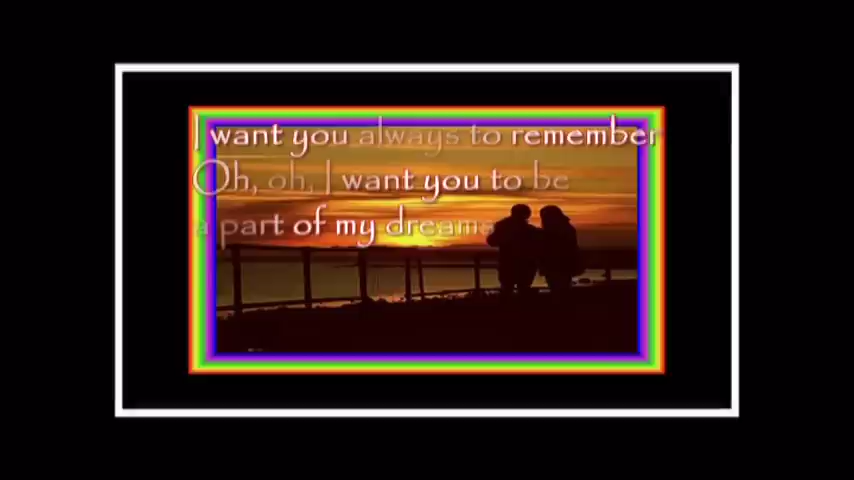 I want you always to remember
Oh, oh, I want you to be
a part of my dreams